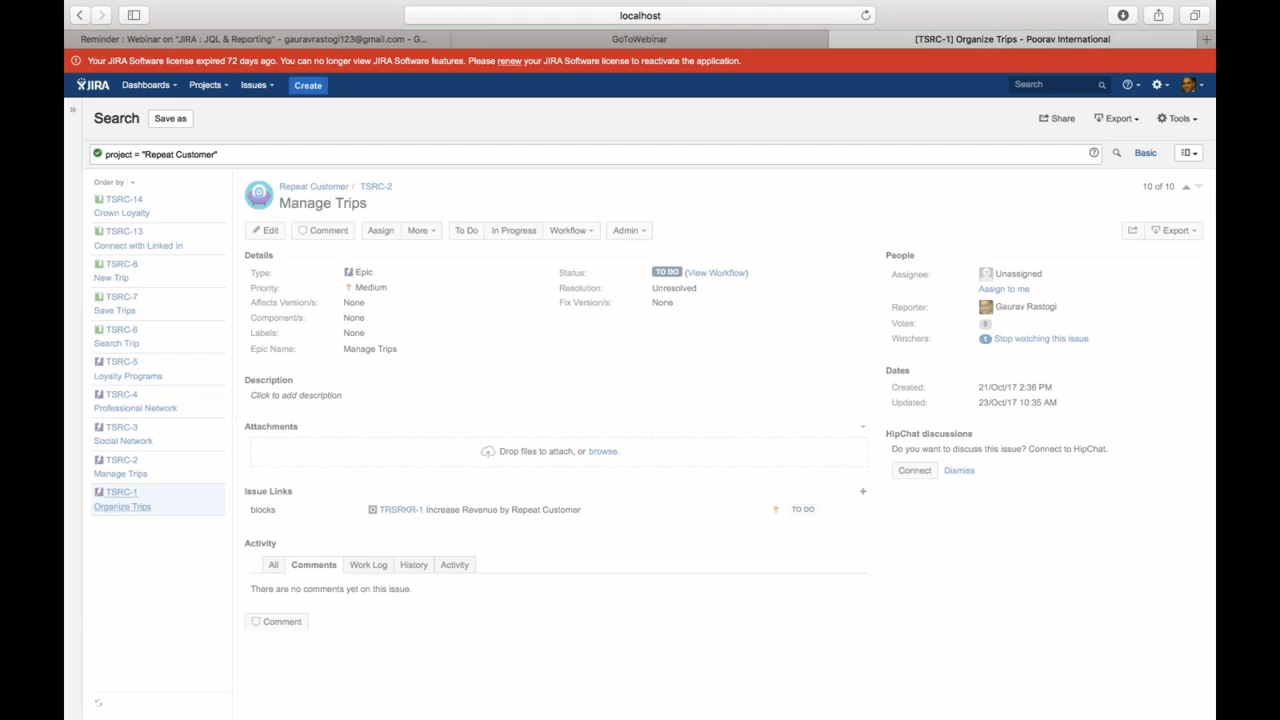 localhost
Reminder : Webinar on "JIRA : JQL & Reporting" - gauravrastogi123@gmail.com - G...
GoToWebinar
[TSRC-1] Organize Trips - Poorav International
Your JIRA Software license expired 72 days ago. You can no longer view JIRA Software features. Please renew your JIRA Software license to reactivate the application.
JIRA Dashboards Projects Issues Create Search
Search Save as Share Export Tools
project = "Repeat Customer" Basic
Order by
TSRC-14
Crown Loyalty
TSRC-13
Connect with Linked In
TSRC-8
New Trip
TSRC-7
Save Trips
TSRC-6
Search Trip
TSRC-5
Loyalty Programs
TSRC-4
Professional Network
TSRC-3
Social Network
TSRC-2
Manage Trips
TSRC-1
Organize Trips
Repeat Customer / TSRC-2
Manage Trips
10 of 10
Edit Comment Assign More To Do In Progress Workflow Admin Export
Details
Type: Epic
Priority: Medium
Affects Version/s: None
Component/s: None
Labels: None
Epic Name: Manage Trips
Status: TO DO (View Workflow)
Resolution: Unresolved
Fix Version/s: None
Description
Click to add description
Attachments
Drop files to attach, or browse.
Issue Links
blocks TRSRKR-1 Increase Revenue by Repeat Customer TO DO
Activity
All Comments Work Log History Activity
There are no comments yet on this issue.
Comment
People
Assignee: Unassigned
Assign to me
Reporter: Gaurav Rastogi
Votes: 0
Watchers: 1 Stop watching this issue
Dates
Created: 21/Oct/17 2:36 PM
Updated: 23/Oct/17 10:35 AM
HipChat discussions
Do you want to discuss this issue? Connect to HipChat.
Connect Dismiss